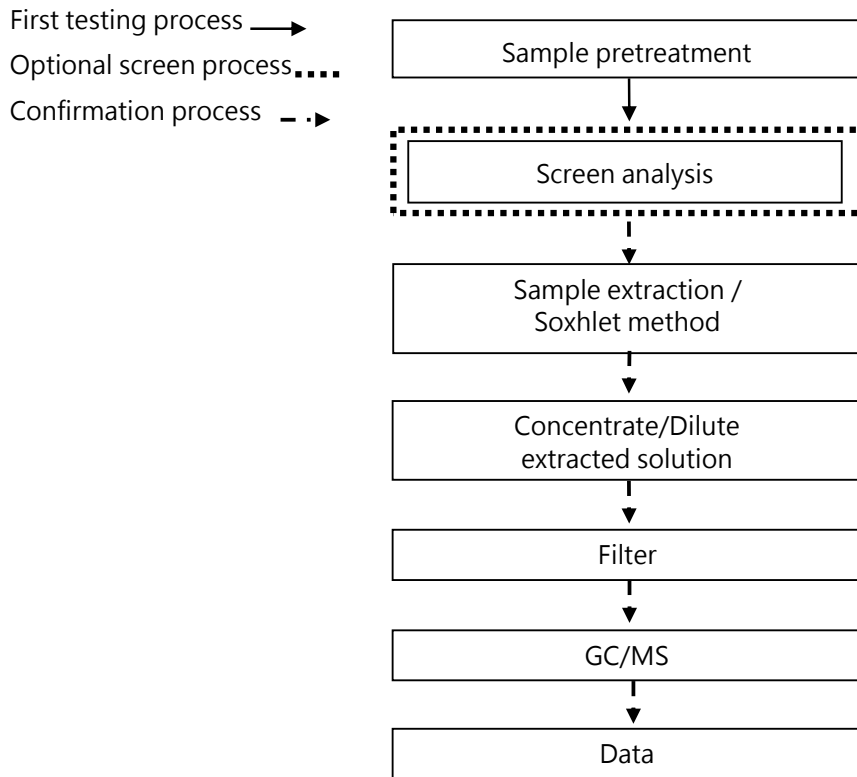 First testing process
Optional screen process
Confirmation process
Sample pretreatment
Screen analysis
Sample extraction /
Soxhlet method
Concentrate/Dilute
extracted solution
Filter
GC/MS
Data